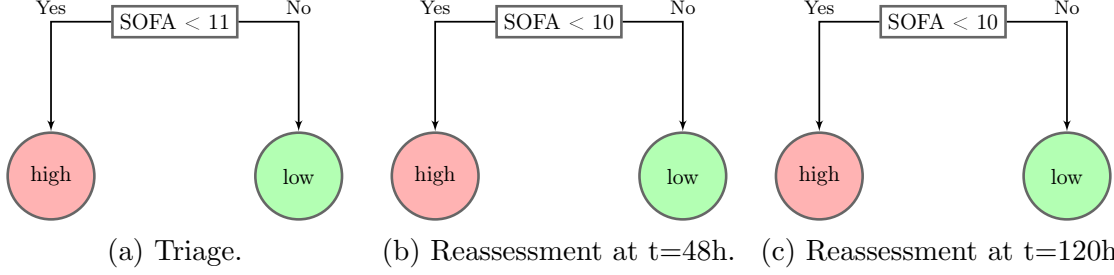 Yes SOFA < 11 No
high low
(a) Triage.
Yes SOFA < 10 No
high low
(b) Reassessment at t=48h.
Yes SOFA < 10 No
high low
(c) Reassessment at t=120h